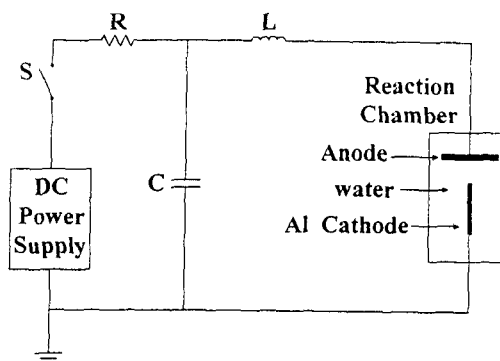 R
L
S
C
DC
Power
Supply
Reaction
Chamber
Anode
water
Al Cathode